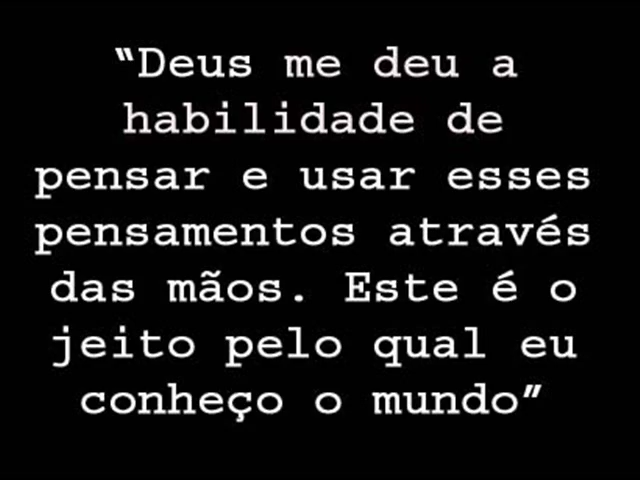 “Deus me deu a
habilidade de
pensar e usar esses
pensamentos através
das mãos. Este é o
jeito pelo qual eu
conheço o mundo”